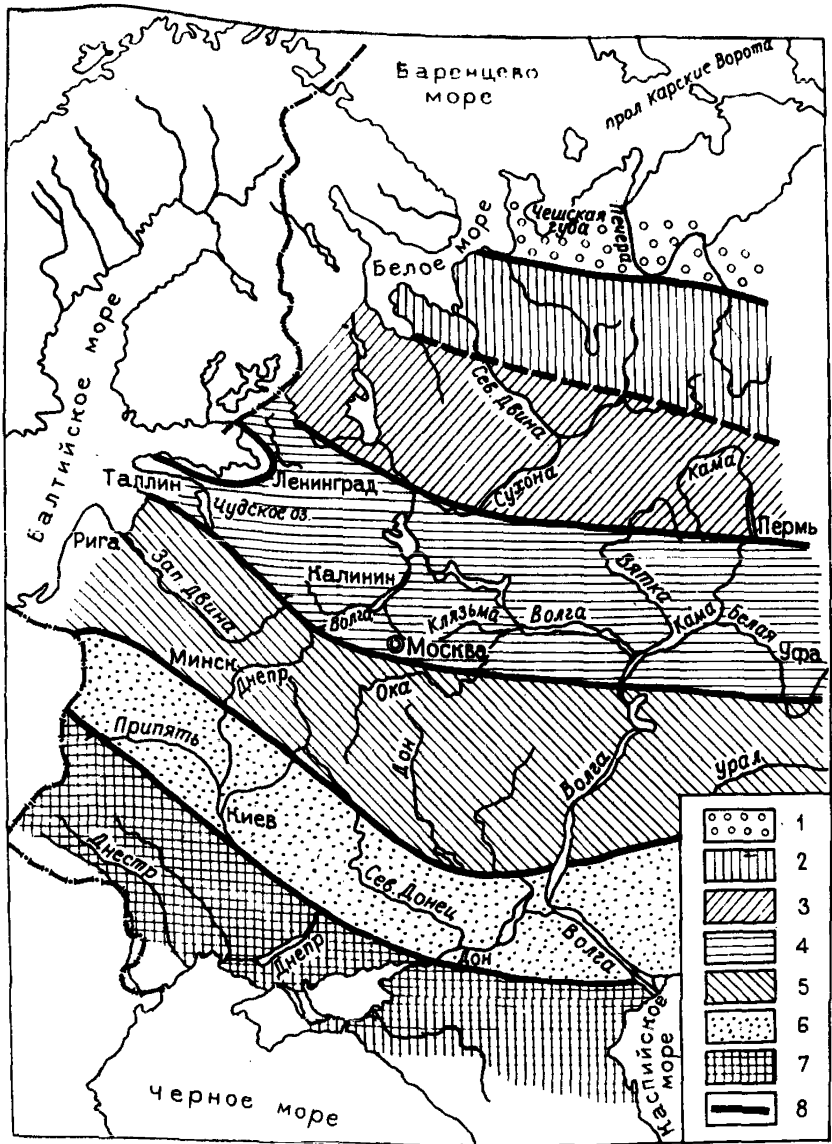 Баренцево
море
прол Карские Ворота
Чешская
губа
Печера
Белое море
Балтийское море
Сев. Двина
Кама
Таллин
Ленинград
Сухона
Пермь
Чудское оз.
Рига
Зап Двина
Калинин
Вятка
Волга
Клязьма
Волга
Кама
Белая
Уфа
Москва
Минск
Днепр
Ока
Припять
Дон
Волга
Урал
Киев
Днестр
Сев. Донец
Днепр
Дон
Волга
Каспийское
море
Черное море
1
2
3
4
5
6
7
8